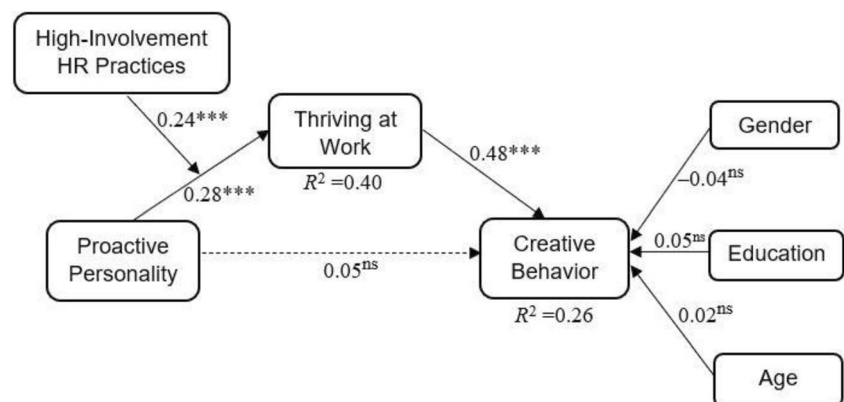 High-Involvement
HR Practices
0.24***
Thriving at
Work
R² =0.40
0.28***
Proactive
Personality
0.05ⁿˢ
0.48***
Creative
Behavior
R² =0.26
Gender
–0.04ⁿˢ
Education
0.05ⁿˢ
0.02ⁿˢ
Age